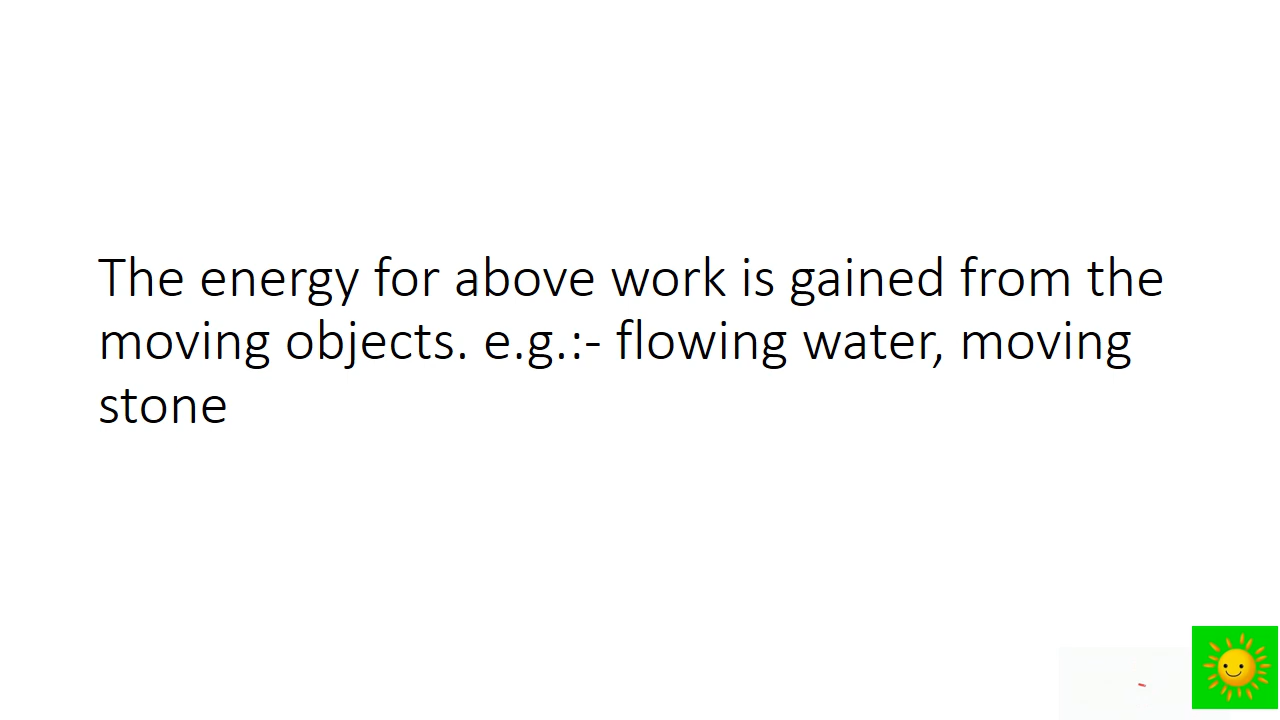 The energy for above work is gained from the
moving objects. e.g.:- flowing water, moving
stone